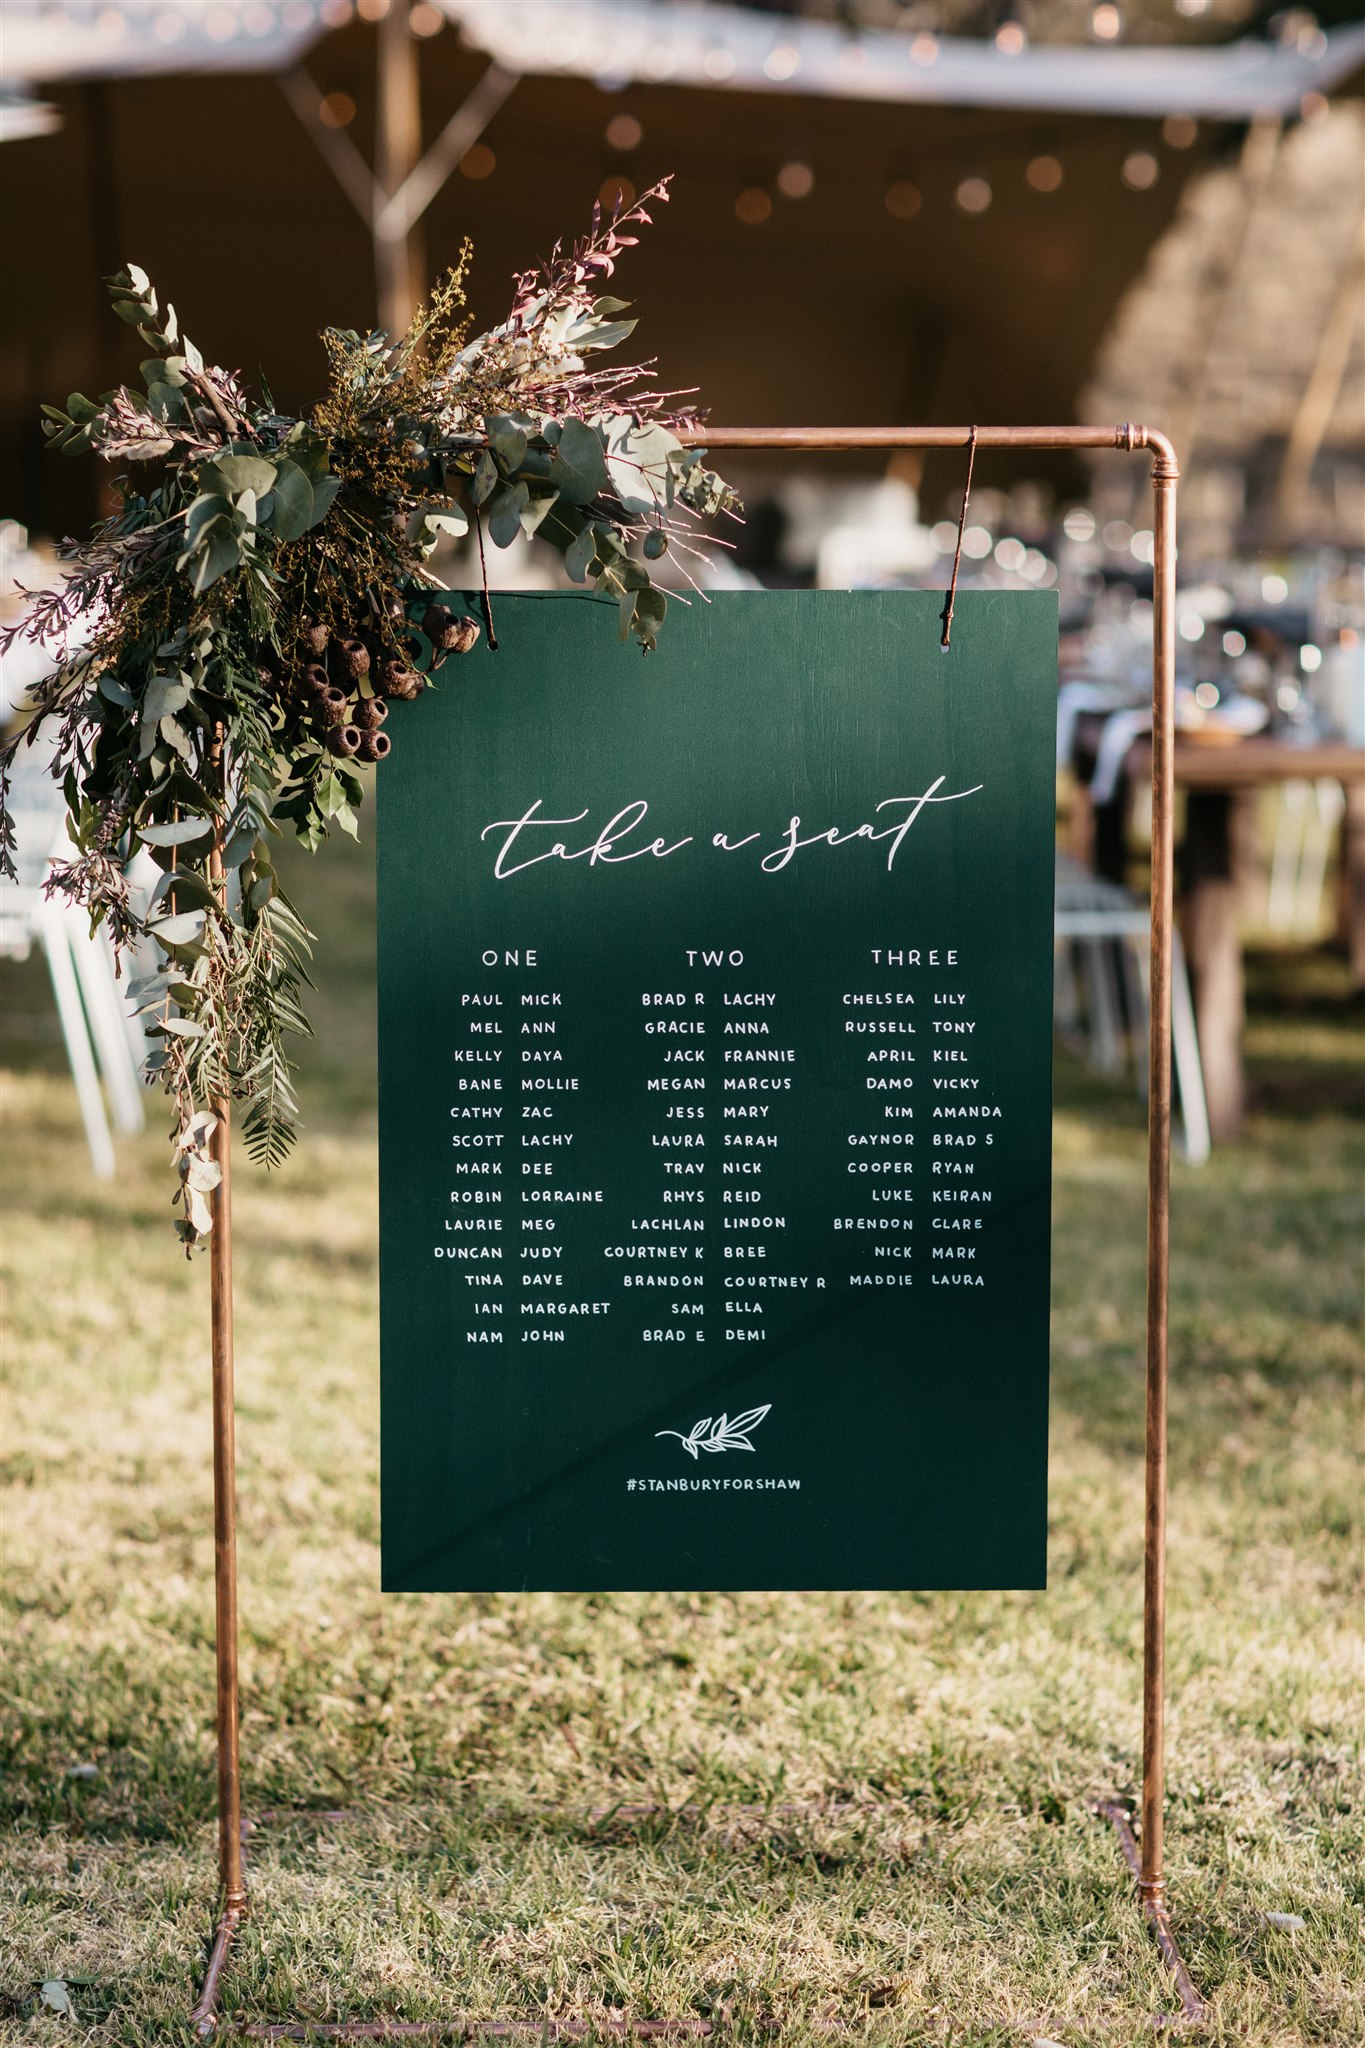 take a seat
ONE TWO THREE
PAUL MICK BRAD R LACHY CHELSEA LILY
MEL ANN GRACIE ANNA RUSSELL TONY
KELLY DAYA JACK FRANNIE APRIL KIEL
BANE MOLLIE MEGAN MARCUS DAMO VICKY
CATHY ZAC JESS MARY KIM AMANDA
SCOTT LACHY LAURA SARAH GAYNOR BRAD S
MARK DEE TRAV NICK COOPER RYAN
ROBIN LORRAINE RHYS REID LUKE KEIRAN
LAURIE MEG LACHLAN LINDON BRENDON CLARE
DUNCAN JUDY COURTNEY K BREE NICK MARK
TINA DAVE BRANDON COURTNEY R MADDIE LAURA
IAN MARGARET SAM ELLA
NAM JOHN BRAD E DEMI
#STANBURYFORSHAW